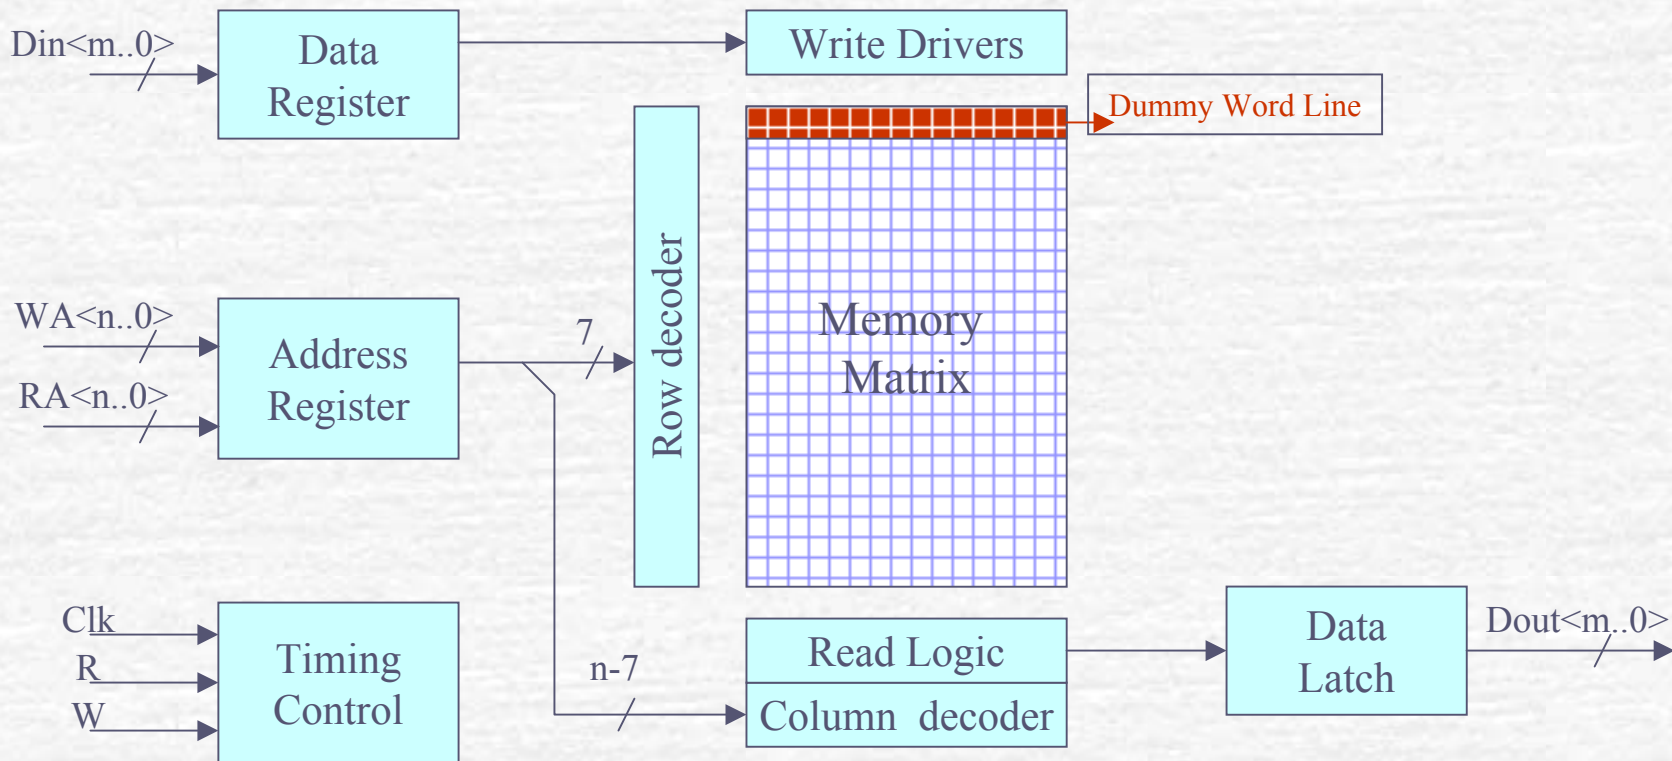 Din<m..0>
Data
Register
Write Drivers
Dummy Word Line
WA<n..0>
RA<n..0>
Address
Register
7
Row decoder
Memory
Matrix
Clk
R
W
Timing
Control
n-7
Read Logic
Column decoder
Data
Latch
Dout<m..0>